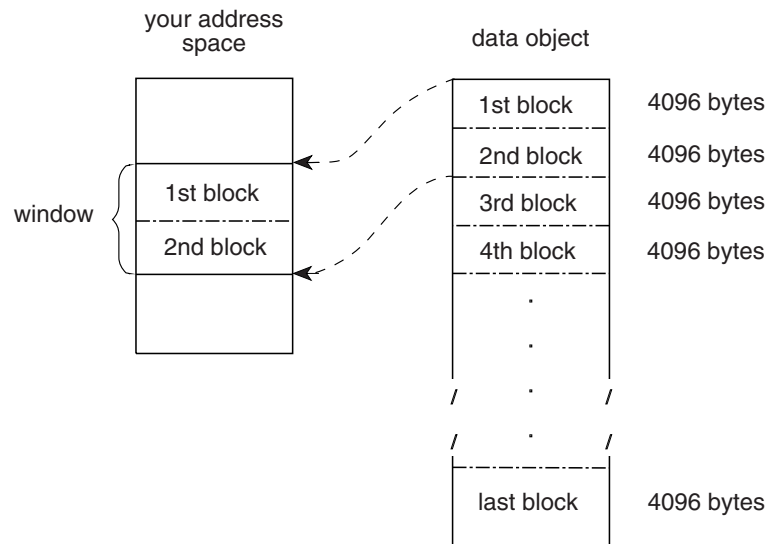 your address
space
data object
1st block 4096 bytes
2nd block 4096 bytes
window
1st block
2nd block
3rd block 4096 bytes
4th block 4096 bytes
.
.
/ . /
/ . /
last block 4096 bytes